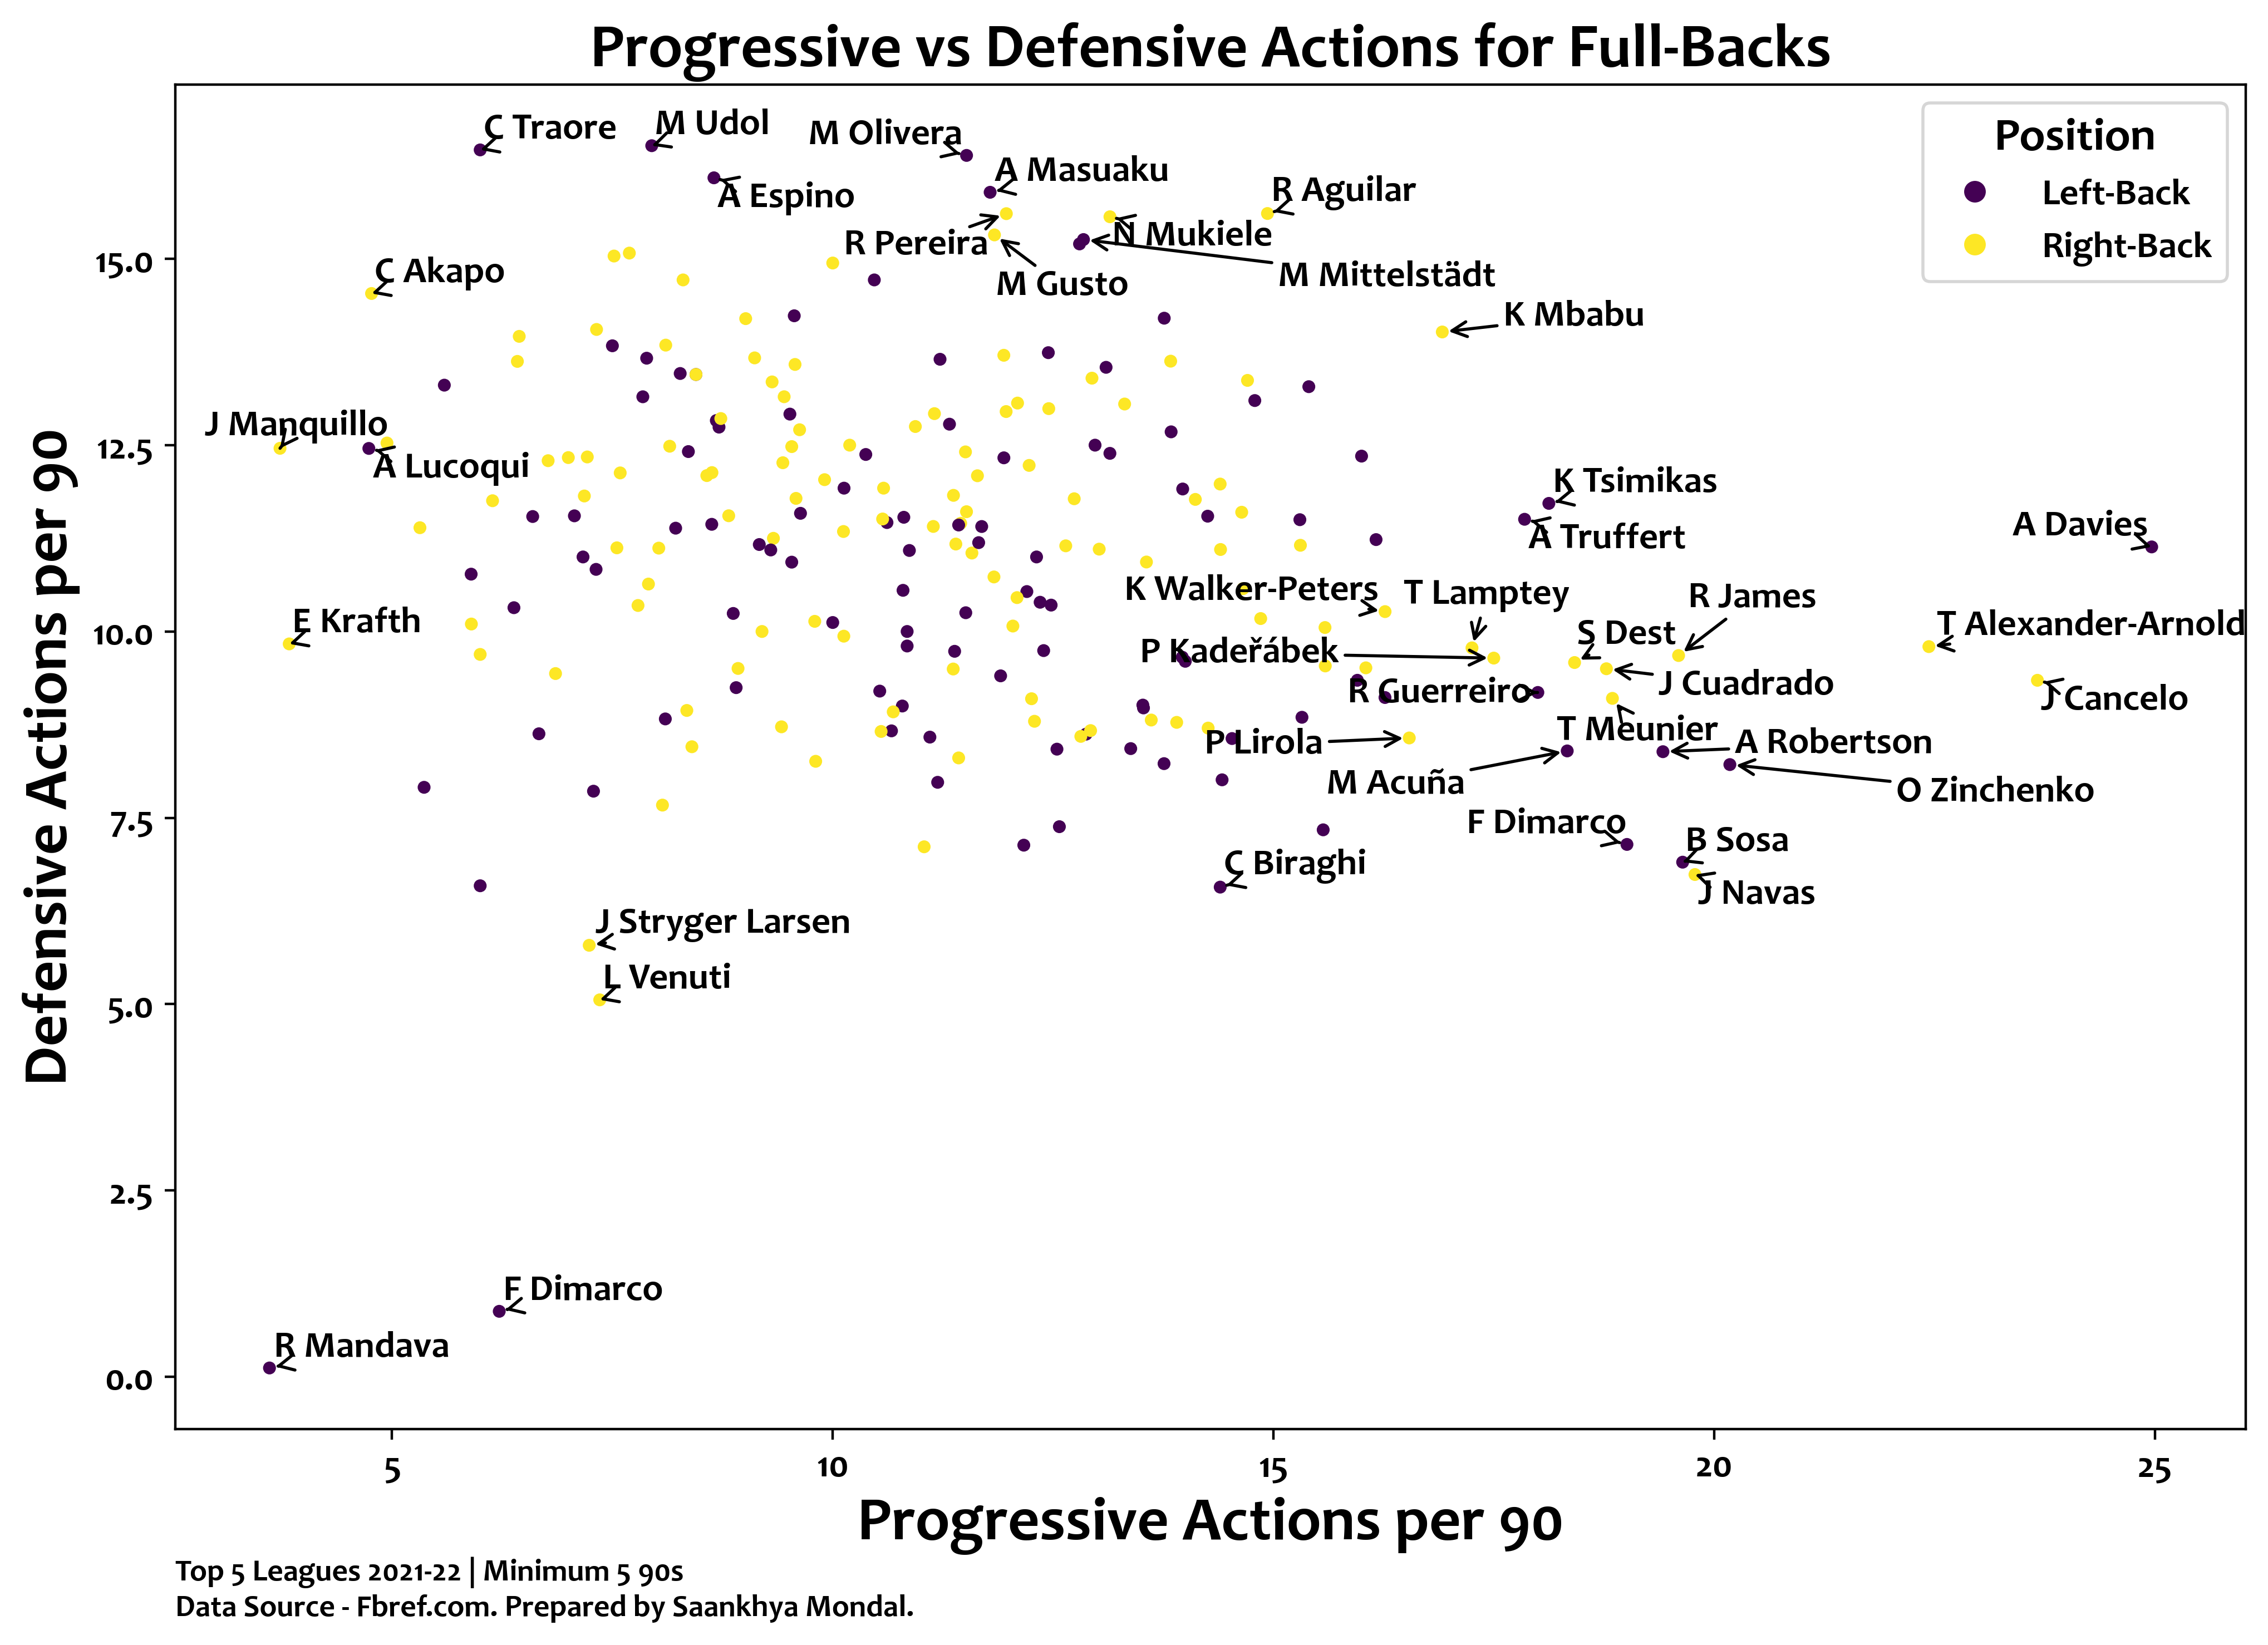 Progressive vs Defensive Actions for Full-Backs
C Traore
M Udol
M Olivera
A Masuaku
A Espino
R Aguilar
R Pereira
N Mukiele
M Gusto
M Mittelstädt
C Akapo
K Mbabu
J Manquillo
A Lucoqui
K Tsimikas
A Truffert
A Davies
K Walker-Peters
T Lamptey
R James
E Krafth
S Dest
T Alexander-Arnold
P Kadeřábek
R Guerreiro
J Cuadrado
J Cancelo
T Meunier
P Lirola
A Robertson
M Acuña
O Zinchenko
F Dimarco
B Sosa
C Biraghi
J Navas
J Stryger Larsen
L Venuti
F Dimarco
R Mandava
Position
Left-Back
Right-Back
Defensive Actions per 90
15.0
12.5
10.0
7.5
5.0
2.5
0.0
5
10
15
20
25
Progressive Actions per 90
Top 5 Leagues 2021-22 | Minimum 5 90s
Data Source - Fbref.com. Prepared by Saankhya Mondal.